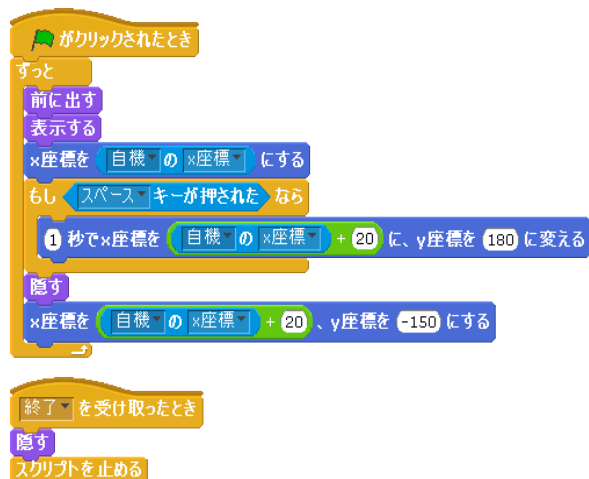 がクリックされたとき
ずっと
前に出す
表示する
x座標を 自機 の x座標 にする
もし スペース キーが押された なら
1 秒でx座標を 自機 の x座標 + 20 に、y座標を 180 に変える
隠す
x座標を 自機 の x座標 + 20 、y座標を -150 にする
終了 を受け取ったとき
隠す
スクリプトを止める